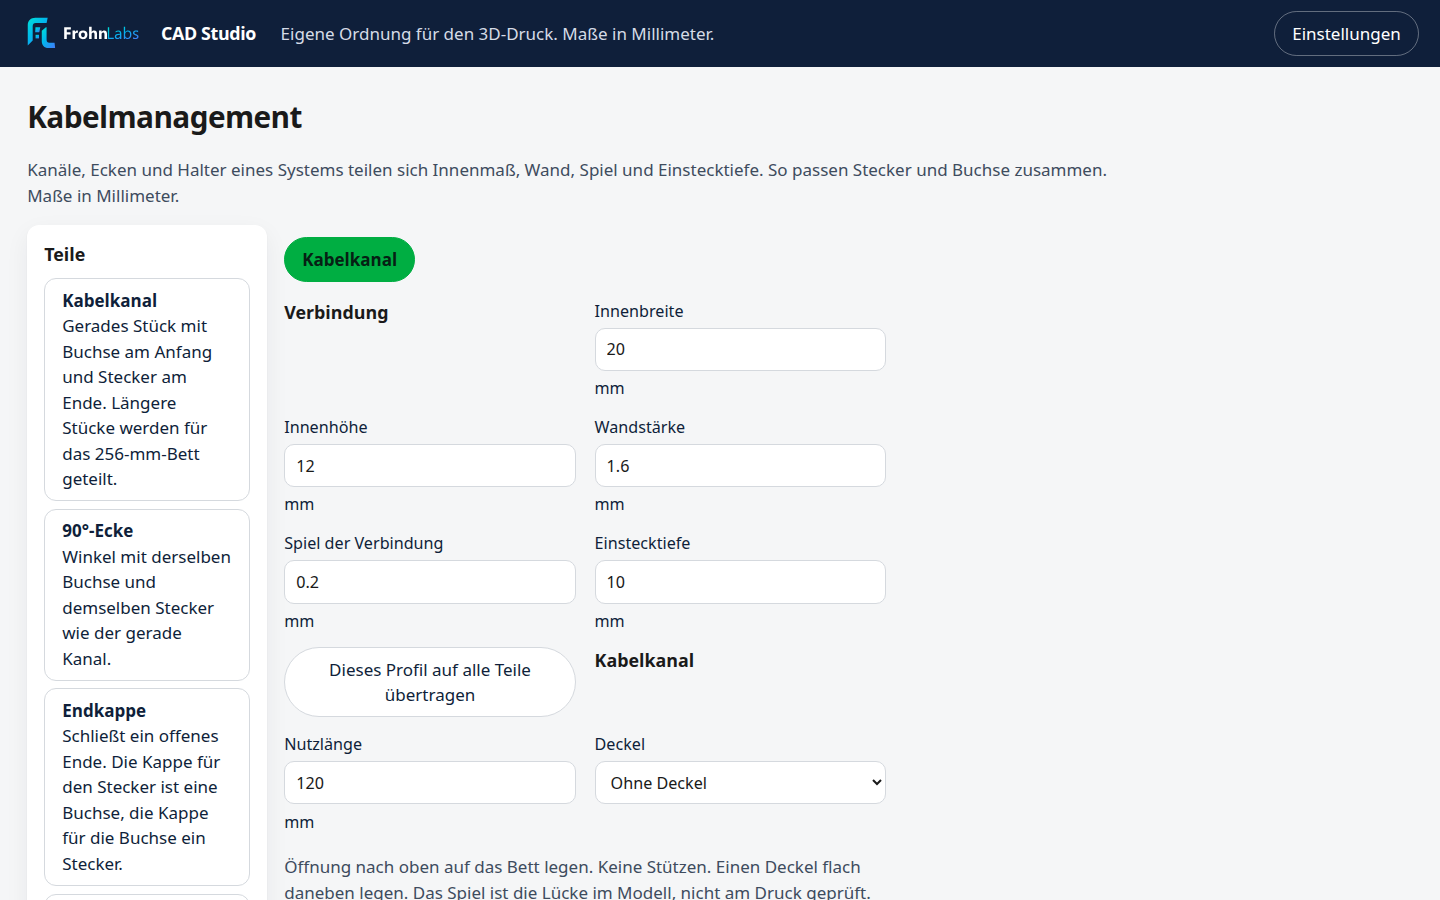 FrohnLabs CAD Studio Eigene Ordnung für den 3D-Druck. Maße in Millimeter. Einstellungen
Kabelmanagement
Kanäle, Ecken und Halter eines Systems teilen sich Innenmaß, Wand, Spiel und Einstecktiefe. So passen Stecker und Buchse zusammen.
Maße in Millimeter.
Teile
Kabelkanal
Gerades Stück mit
Buchse am Anfang
und Stecker am
Ende. Längere
Stücke werden für
das 256-mm-Bett
geteilt.
90°-Ecke
Winkel mit derselben
Buchse und
demselben Stecker
wie der gerade
Kanal.
Endkappe
Schließt ein offenes
Ende. Die Kappe für
den Stecker ist eine
Buchse, die Kappe
für die Buchse ein
Stecker.
Kabelkanal
Verbindung
Innenbreite
20
mm
Innenhöhe
12
mm
Wandstärke
1.6
mm
Spiel der Verbindung
0.2
mm
Einstecktiefe
10
mm
Dieses Profil auf alle Teile
übertragen
Kabelkanal
Nutzlänge
120
mm
Deckel
Ohne Deckel
Öffnung nach oben auf das Bett legen. Keine Stützen. Einen Deckel flach
daneben legen. Das Spiel ist die Lücke im Modell, nicht am Druck geprüft.